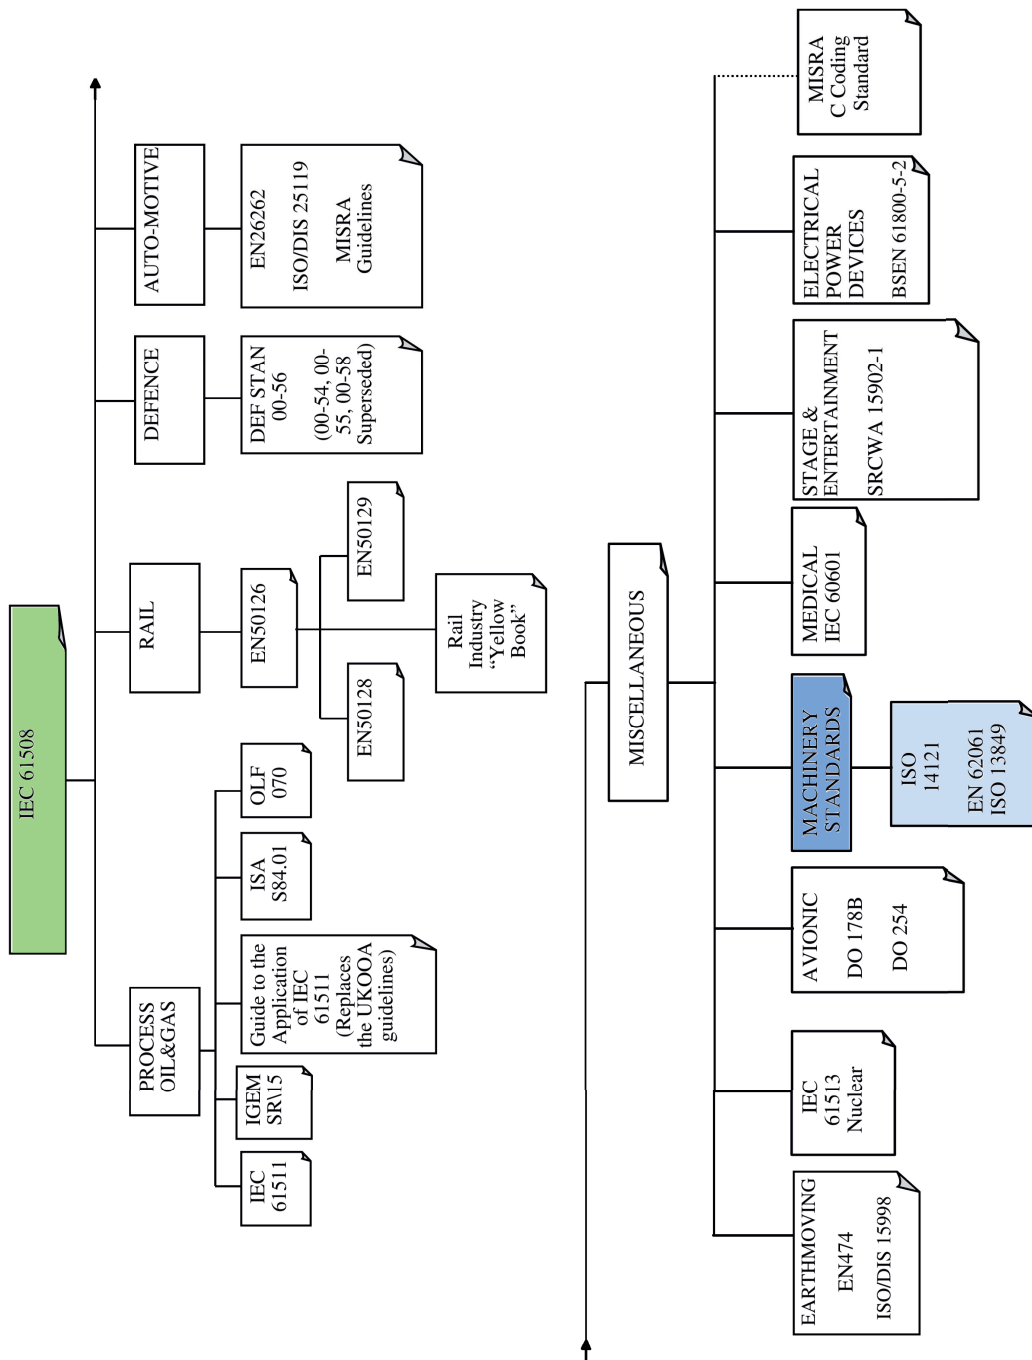 IEC 61508
PROCESS
OIL&GAS
RAIL
DEFENCE
AUTO-MOTIVE
IEC
61511
IGEM
SR\15
Guide to the
Application
of IEC
61511
(Replaces
the UKOOA
guidelines)
ISA
S84.01
OLF
070
EN50126
EN50128
EN50129
Rail
Industry
“Yellow
Book”
DEF STAN
00-56
(00-54, 00-
55, 00-58
Superseded)
EN26262
ISO/DIS 25119
MISRA
Guidelines
MISCELLANEOUS
EARTHMOVING
EN474
ISO/DIS 15998
IEC
61513
Nuclear
AVIONIC
DO 178B
DO 254
MACHINERY
STANDARDS
ISO
14121
EN 62061
ISO 13849
MEDICAL
IEC 60601
STAGE &
ENTERTAINMENT
SRCWA 15902-1
ELECTRICAL
POWER
DEVICES
BSEN 61800-5-2
MISRA
C Coding
Standard